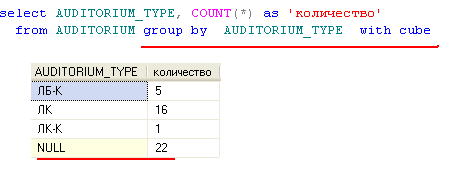 select AUDITORIUM_TYPE, COUNT(*) as 'количество'
from AUDITORIUM group by AUDITORIUM_TYPE with cube
AUDITORIUM_TYPE количество
ЛБ-К 5
ЛК 16
ЛК-К 1
NULL 22